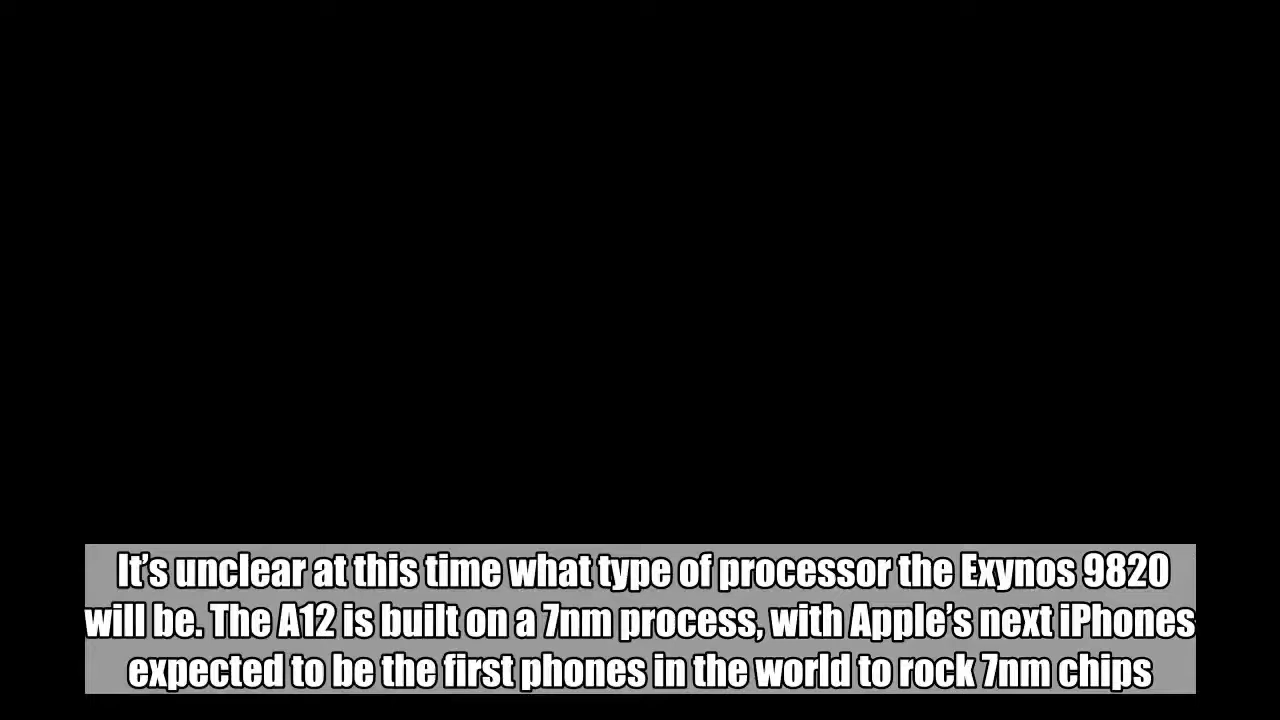 It’s unclear at this time what type of processor the Exynos 9820
will be. The A12 is built on a 7nm process, with Apple’s next iPhones
expected to be the first phones in the world to rock 7nm chips